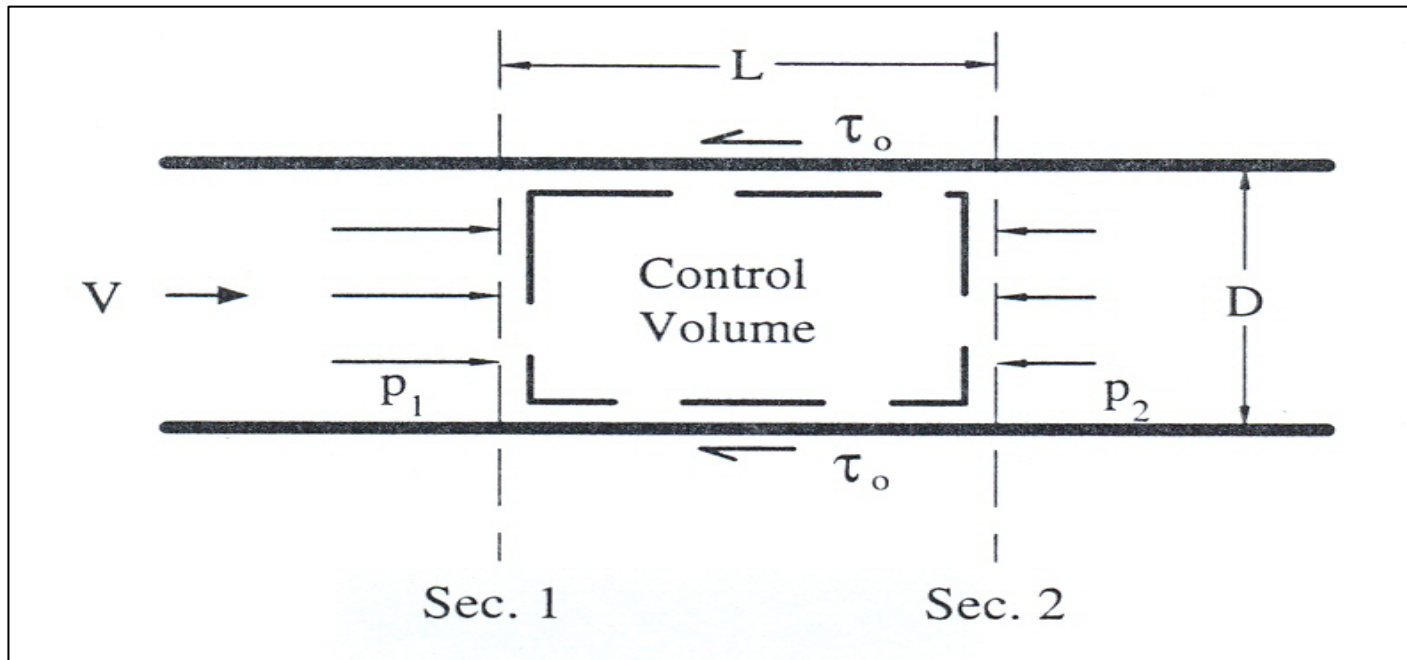 L
τₒ
V
Control
Volume
D
p₁
p₂
τₒ
Sec. 1
Sec. 2